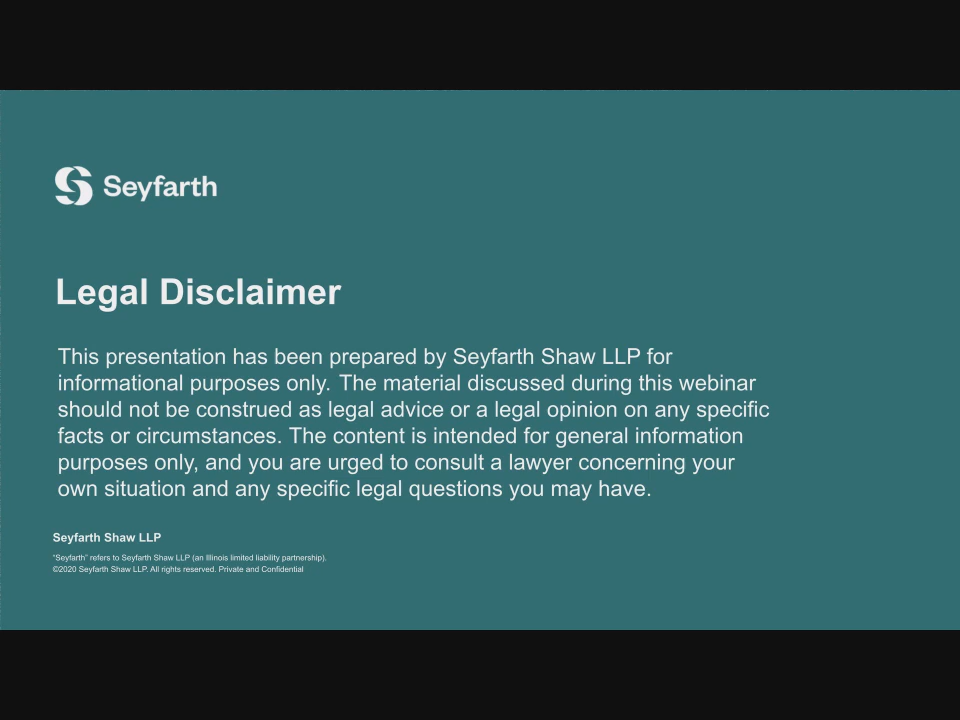 Seyfarth
Legal Disclaimer
This presentation has been prepared by Seyfarth Shaw LLP for
informational purposes only. The material discussed during this webinar
should not be construed as legal advice or a legal opinion on any specific
facts or circumstances. The content is intended for general information
purposes only, and you are urged to consult a lawyer concerning your
own situation and any specific legal questions you may have.
Seyfarth Shaw LLP
"Seyfarth" refers to Seyfarth Shaw LLP (an Illinois limited liability partnership).
©2020 Seyfarth Shaw LLP. All rights reserved. Private and Confidential